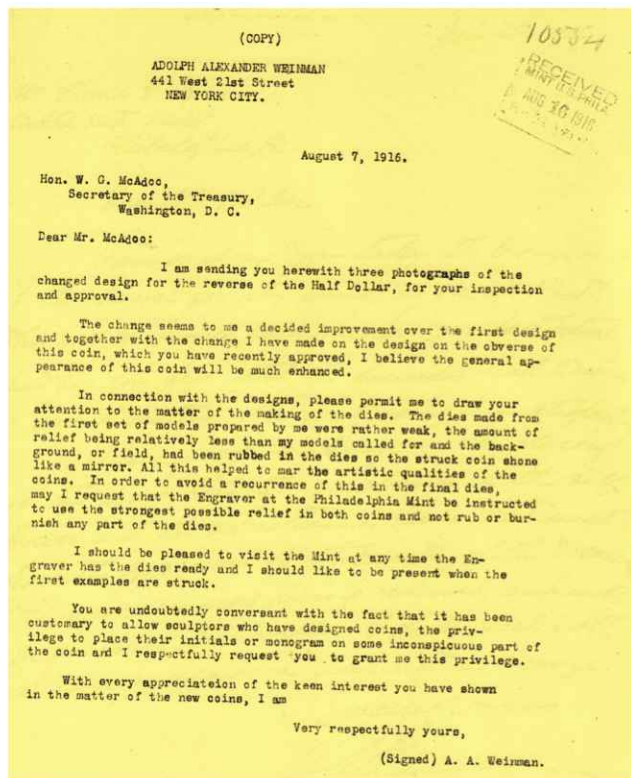 (COPY)
10532
ADOLPH ALEXANDER WEINMAN
441 West 21st Street
NEW YORK CITY.
RECEIVED
MINT U.S. PHILA
AUG 10 1916
August 7, 1916.
Hon. W. G. McAdoo,
Secretary of the Treasury,
Washington, D. C.
Dear Mr. McAdoo:
I am sending you herewith three photographs of the
changed design for the reverse of the Half Dollar, for your inspection
and approval.
The change seems to me a decided improvement over the first design
and together with the change I have made on the design on the obverse of
this coin, which you have recently approved, I believe the general ap-
pearance of this coin will be much enhanced.
In connection with the designs, please permit me to draw your
attention to the matter of the making of the dies. The dies made from
the first set of models prepared by me were rather weak, the amount of
relief being relatively less than my models called for and the back-
ground, or field, had been rubbed in the dies so the struck coin shone
like a mirror. All this helped to mar the artistic qualities of the
coins. In order to avoid a recurrence of this in the final dies,
may I request that the Engraver at the Philadelphia Mint be instructed
to use the strongest possible relief in both coins and not rub or bur-
nish any part of the dies.
I should be pleased to visit the Mint at any time the En-
graver has the dies ready and I should like to be present when the
first examples are struck.
You are undoubtedly conversant with the fact that it has been
customary to allow sculptors who have designed coins, the priv-
ilege to place their initials or monogram on some inconspicuous part of
the coin and I respectfully request you to grant me this privilege.
With every appreciateion of the keen interest you have shown
in the matter of the new coins, I am
Very respectfully yours,
(Signed) A. A. Weinman.